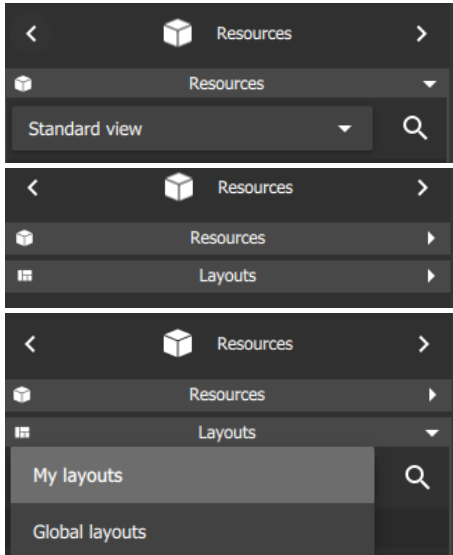 Resources
Resources
Standard view
Resources
Resources
Layouts
Resources
Resources
Layouts
My layouts
Global layouts